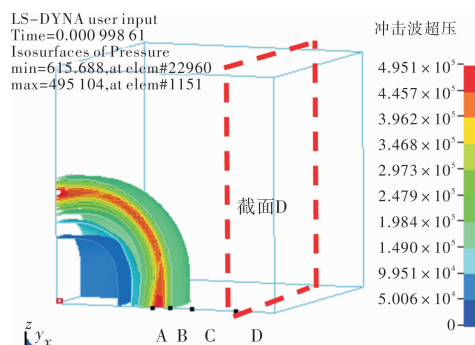 LS-DYNA user input
Time=0.000 998 61
Isosurfaces of Pressure
min=615.688,at elem#22960
max=495 104,at elem#1151
冲击波超压
4.951×10⁵
4.457×10⁵
3.962×10⁵
3.468×10⁵
2.973×10⁵
2.479×10⁵
1.984×10⁵
1.490×10⁵
9.951×10⁴
5.006×10⁴
0
截面D
A B C D
z
y
x